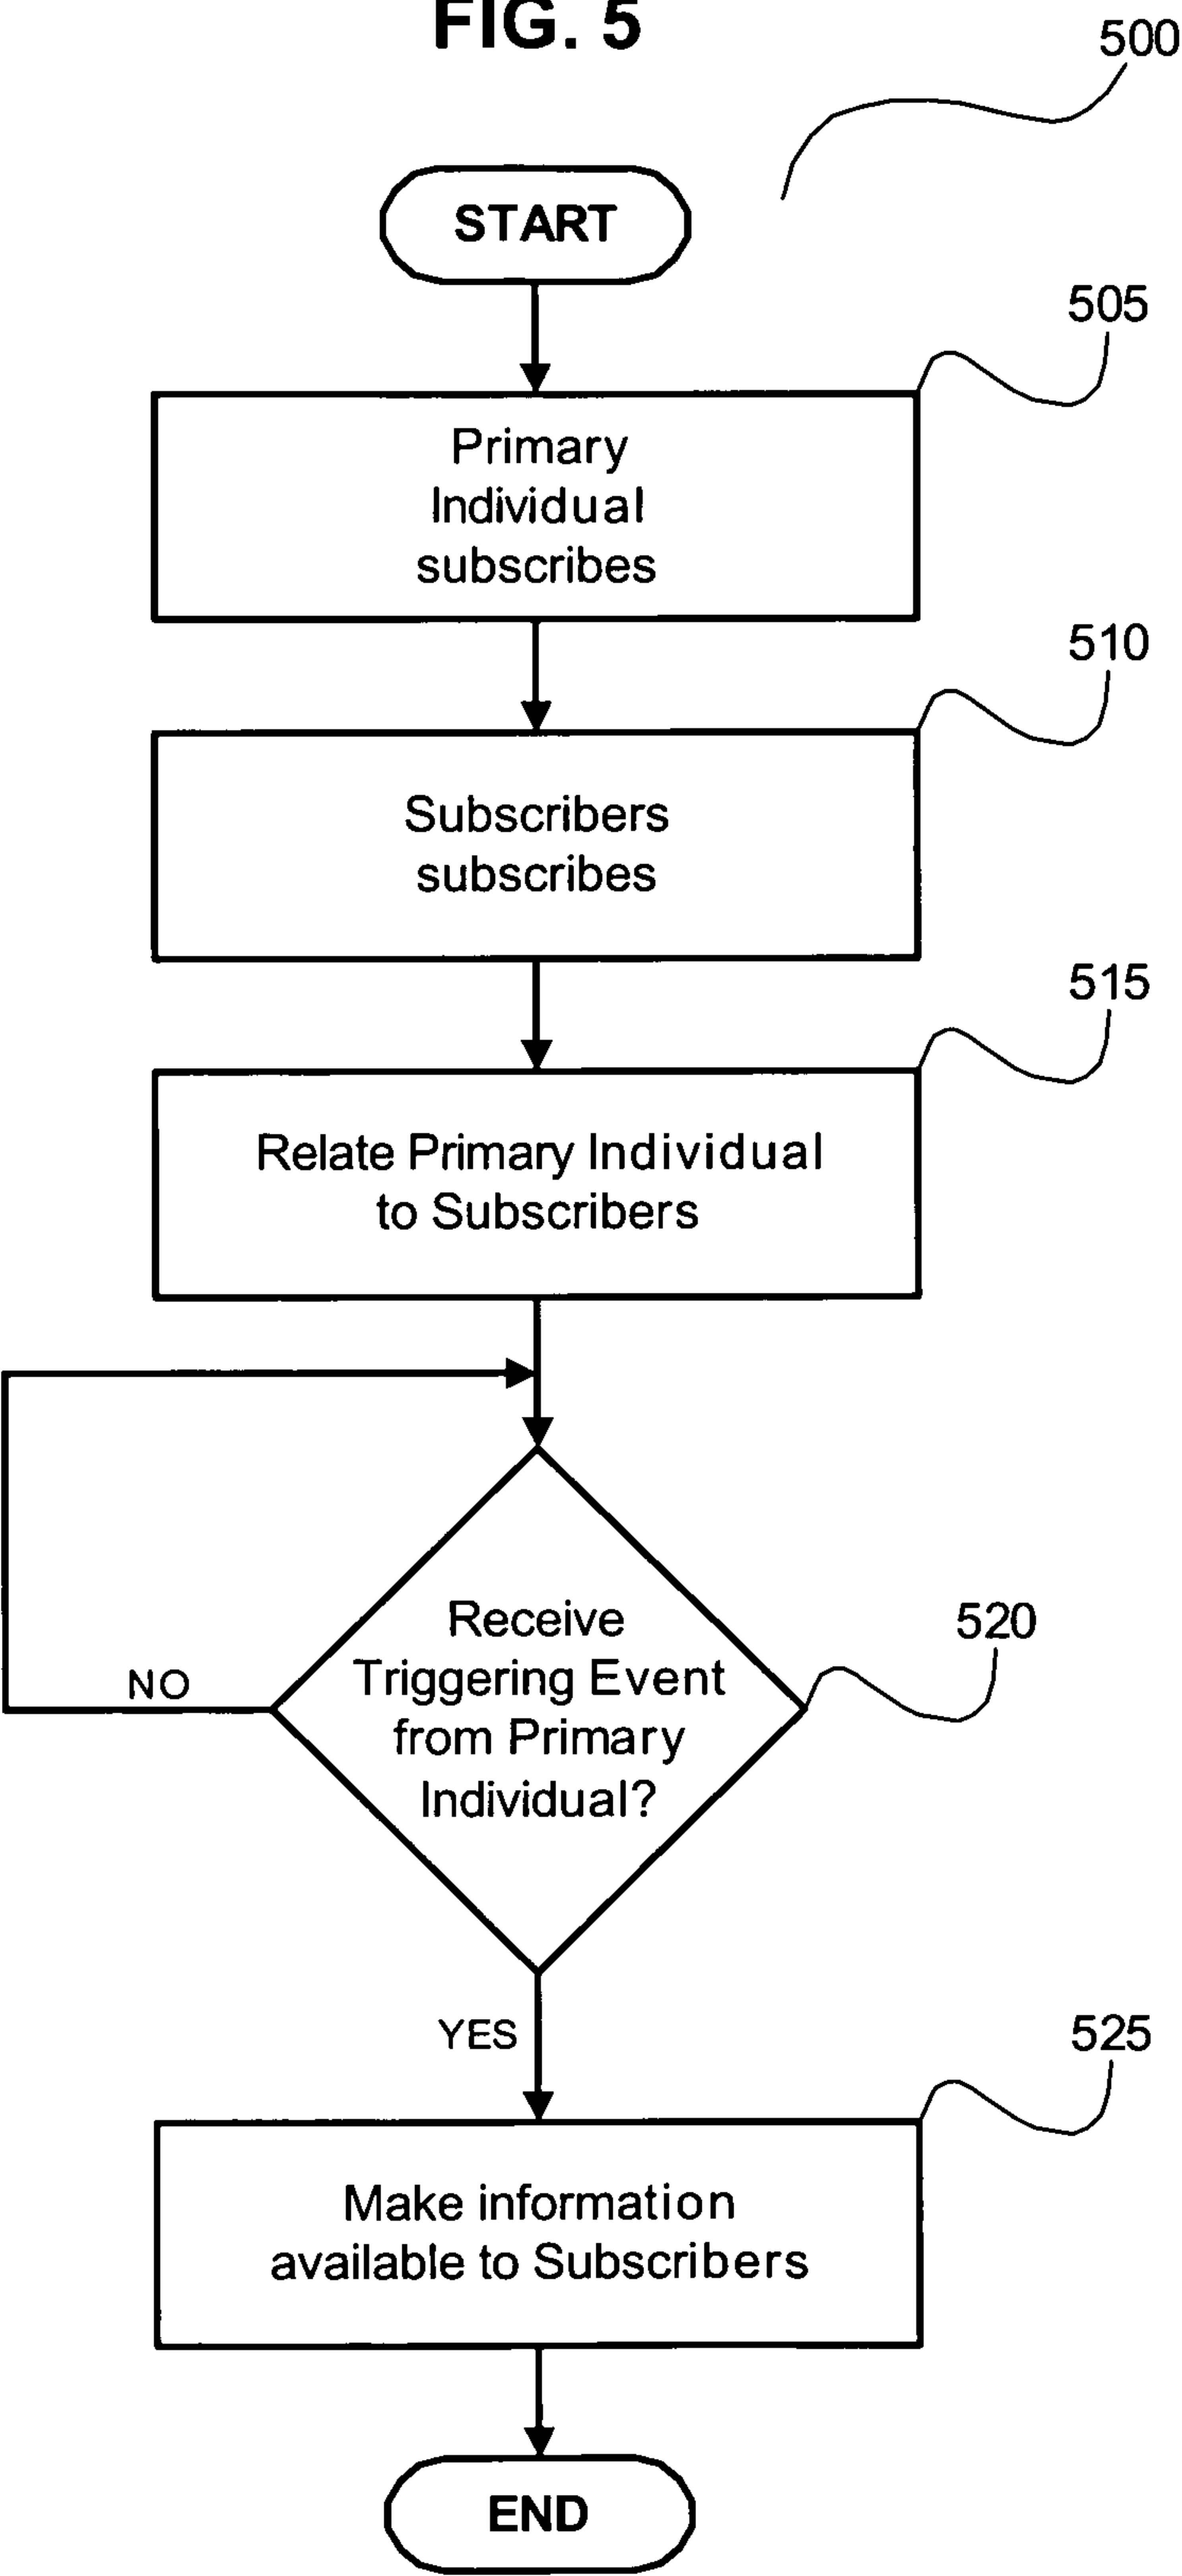 FIG. 5
500
START
505
Primary
Individual
subscribes
510
Subscribers
subscribes
515
Relate Primary Individual
to Subscribers
Receive
Triggering Event
from Primary
Individual?
520
NO
YES
525
Make information
available to Subscribers
END